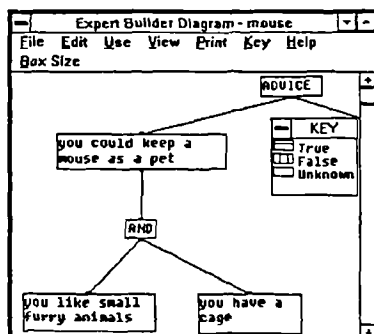 Expert Builder Diagram - mouse
File Edit Use View Print Key Help
Box Size
ADVICE
you could keep a
mouse as a pet
KEY
True
False
Unknown
AND
you like small
furry animals
you have a
cage